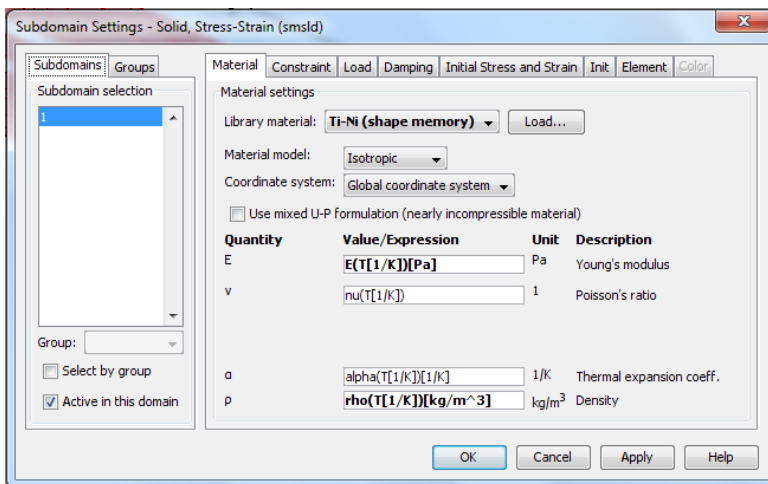 Subdomain Settings - Solid, Stress-Strain (smsld)
Subdomains Groups
Subdomain selection
1
Group:
Select by group
Active in this domain
Material Constraint Load Damping Initial Stress and Strain Init Element Color
Material settings
Library material: Ti-Ni (shape memory) Load...
Material model: Isotropic
Coordinate system: Global coordinate system
Use mixed U-P formulation (nearly incompressible material)
Quantity Value/Expression Unit Description
E E(T[1/K])[Pa] Pa Young's modulus
ν nu(T[1/K]) 1 Poisson's ratio
α alpha(T[1/K])[1/K] 1/K Thermal expansion coeff.
ρ rho(T[1/K])[kg/m^3] kg/m³ Density
OK Cancel Apply Help